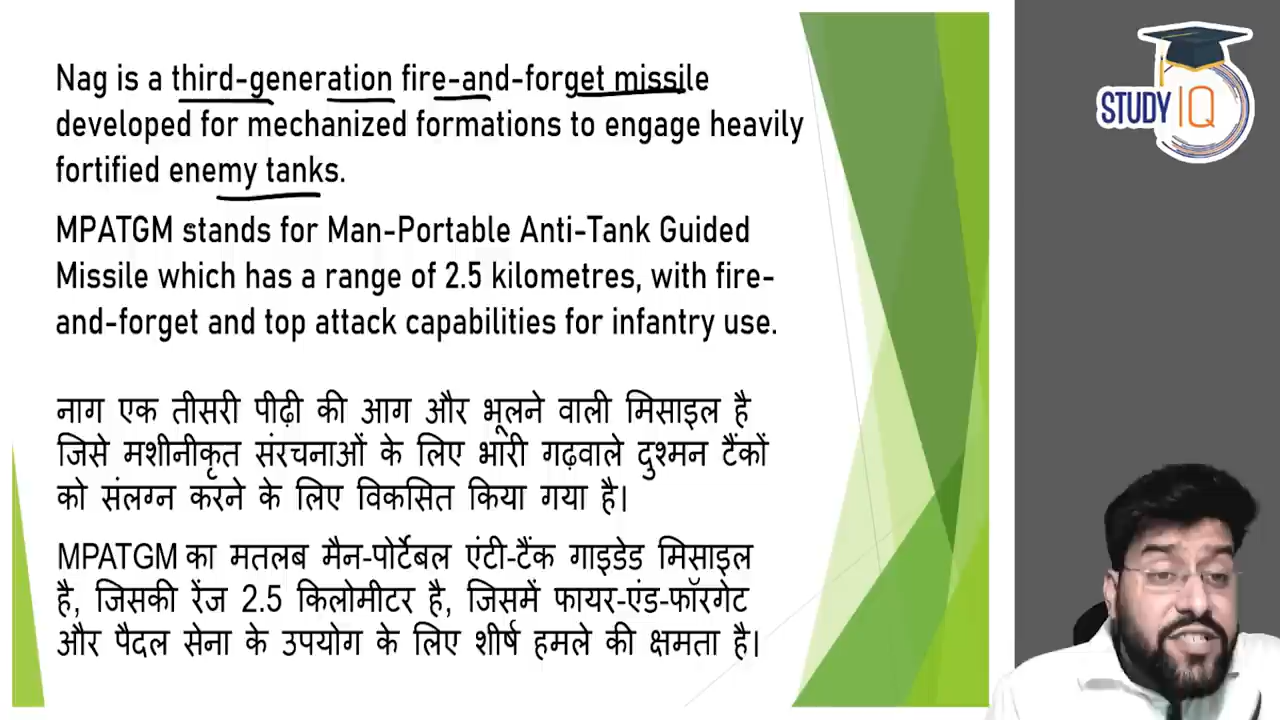 Nag is a third-generation fire-and-forget missile
developed for mechanized formations to engage heavily
fortified enemy tanks.
MPATGM stands for Man-Portable Anti-Tank Guided
Missile which has a range of 2.5 kilometres, with fire-
and-forget and top attack capabilities for infantry use.
नाग एक तीसरी पीढ़ी की आग और भूलने वाली मिसाइल है
जिसे मशीनीकृत संरचनाओं के लिए भारी गढ़वाले दुश्मन टैंकों
को संलग्न करने के लिए विकसित किया गया है।
MPATGM का मतलब मैन-पोर्टेबल एंटी-टैंक गाइडेड मिसाइल
है, जिसकी रेंज 2.5 किलोमीटर है, जिसमें फायर-एंड-फॉरगेट
और पैदल सेना के उपयोग के लिए शीर्ष हमले की क्षमता है।
STUDY IQ